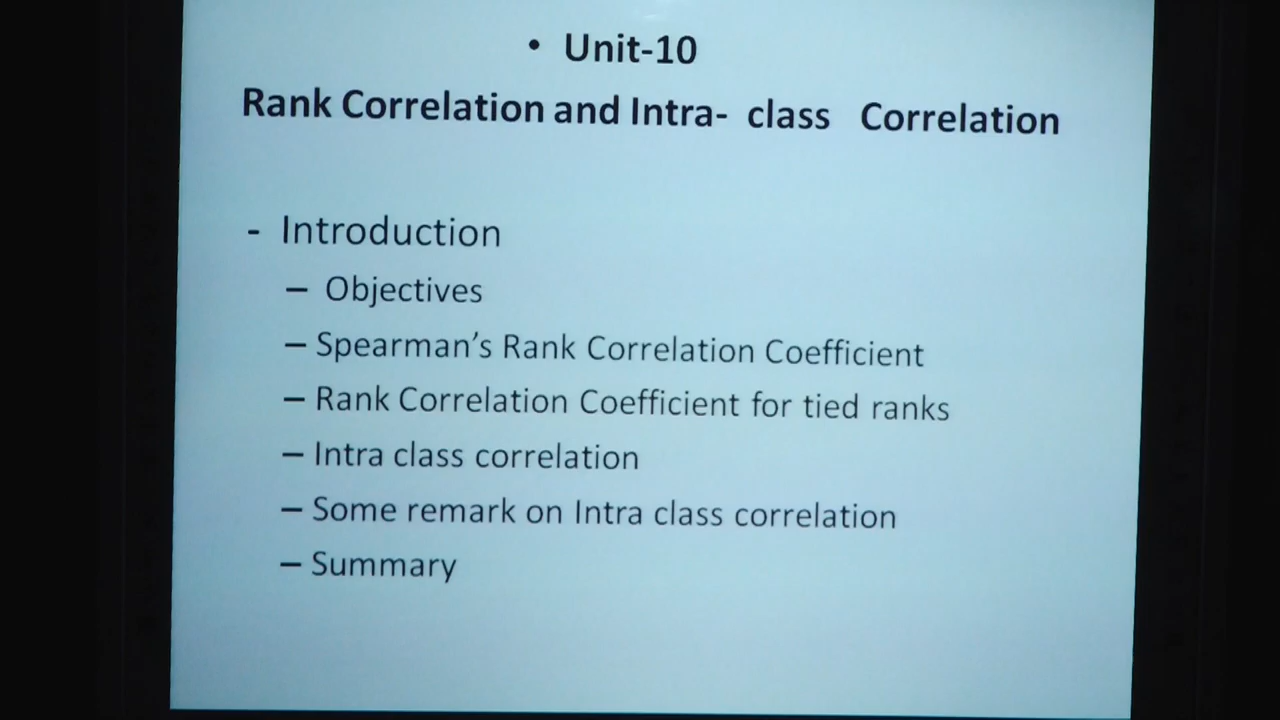 • Unit-10
Rank Correlation and Intra- class Correlation
- Introduction
– Objectives
– Spearman's Rank Correlation Coefficient
– Rank Correlation Coefficient for tied ranks
– Intra class correlation
– Some remark on Intra class correlation
– Summary